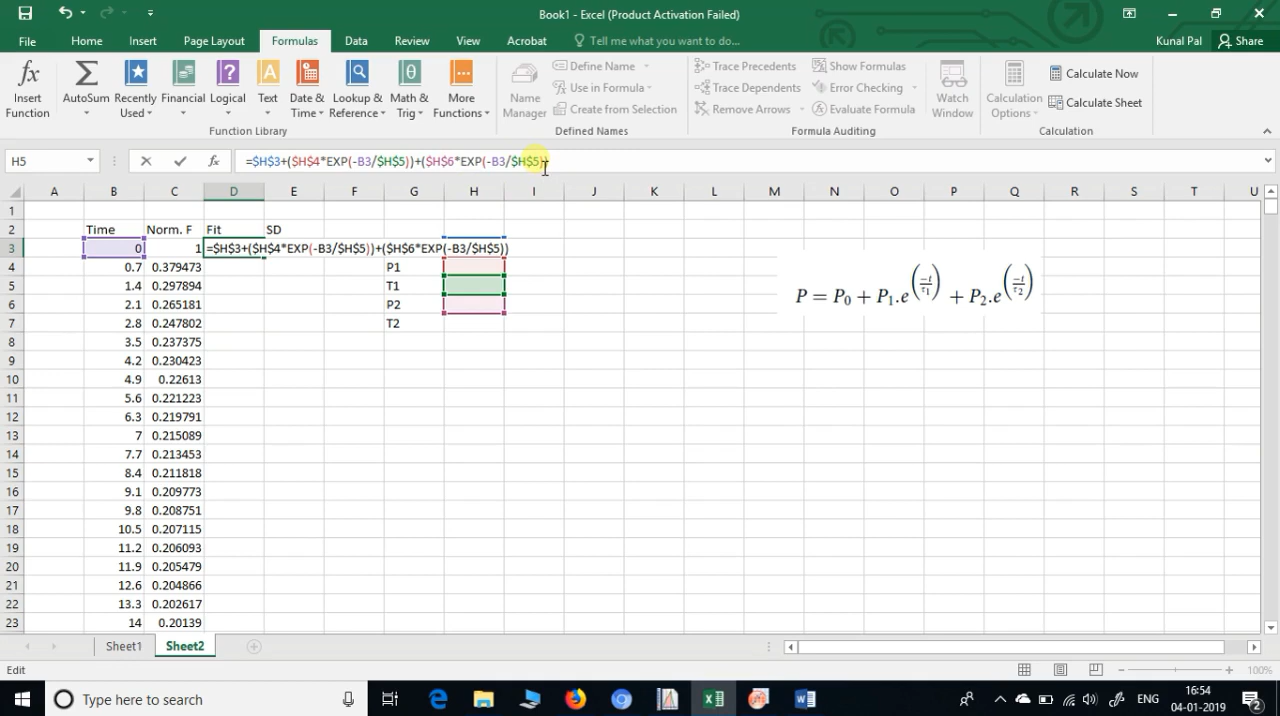 Book1 - Excel (Product Activation Failed)
File Home Insert Page Layout Formulas Data Review View Acrobat Tell me what you want to do... Kunal Pal Share
Insert Function
AutoSum
Recently Used
Financial
Logical
Text
Date & Time
Lookup & Reference
Math & Trig
More Functions
Function Library
Name Manager
Define Name
Use in Formula
Create from Selection
Defined Names
Trace Precedents
Trace Dependents
Remove Arrows
Show Formulas
Error Checking
Evaluate Formula
Formula Auditing
Watch Window
Calculation Options
Calculate Now
Calculate Sheet
Calculation
H5 fx =$H$3+($H$4*EXP(-B3/$H$5))+($H$6*EXP(-B3/$H$5))
A B C D E F G H I J K L M N O P Q R S T U
1
2 Time Norm. F Fit SD
3 0 1 =$H$3+($H$4*EXP(-B3/$H$5))+($H$6*EXP(-B3/$H$5))
4 0.7 0.379473 P1
5 1.4 0.297894 T1
6 2.1 0.265181 P2
7 2.8 0.247802 T2
8 3.5 0.237375
9 4.2 0.230423
10 4.9 0.22613
11 5.6 0.221223
12 6.3 0.219791
13 7 0.215089
14 7.7 0.213453
15 8.4 0.211818
16 9.1 0.209773
17 9.8 0.208751
18 10.5 0.207115
19 11.2 0.206093
20 11.9 0.205479
21 12.6 0.204866
22 13.3 0.202617
23 14 0.20139
P = P₀ + P₁.e^(−t/τ₁) + P₂.e^(−t/τ₂)
Sheet1 Sheet2
Edit 100%
Type here to search ENG 16:54
04-01-2019 2